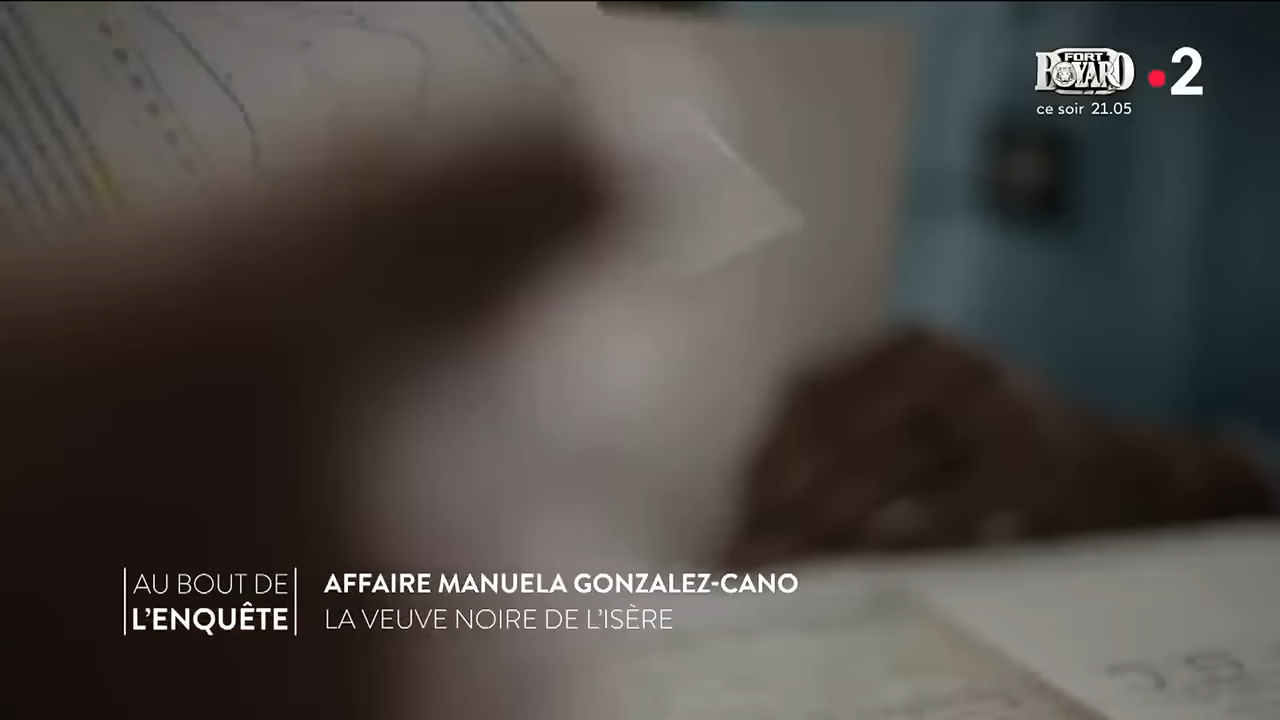 FORT
BOYARD
2
ce soir 21.05
AU BOUT DE
L'ENQUÊTE
AFFAIRE MANUELA GONZALEZ-CANO
LA VEUVE NOIRE DE L'ISÈRE